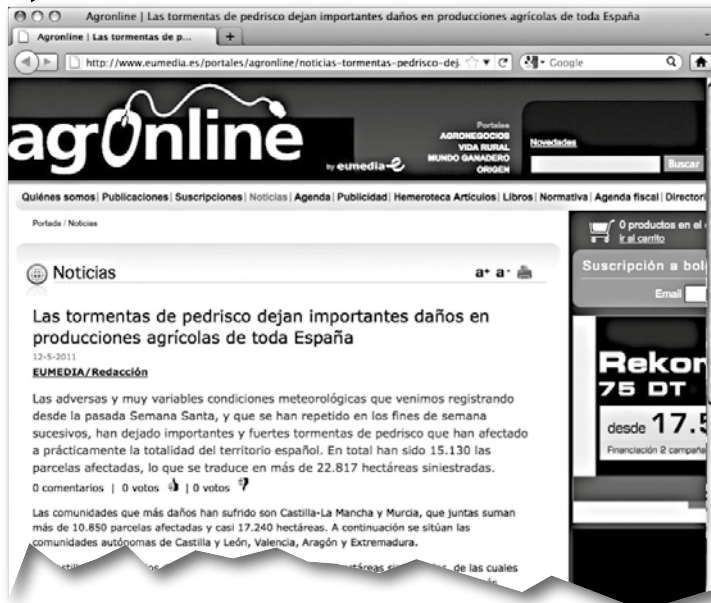 Agronline | Las tormentas de pedrisco dejan importantes daños en producciones agrícolas de toda España
Agronline | Las tormentas de p...
http://www.eumedia.es/portales/agronline/noticias-tormentas-pedrisco-dej.
Google
agrOnline
by eumedia
Portales
AGRONEGOCIOS
VIDA RURAL
MUNDO GANADERO
ORIGEN
Novedades
Buscar
Quiénes somos| Publicaciones| Suscripciones| Noticias| Agenda| Publicidad| Hemeroteca Artículos| Libros| Normativa| Agenda fiscal| Directori
Portada / Noticias
0 productos en el
ir al carrito
Suscripción a bol
Email
Noticias
a+ a-
Las tormentas de pedrisco dejan importantes daños en
producciones agrícolas de toda España
12-5-2011
EUMEDIA/Redacción
Las adversas y muy variables condiciones meteorológicas que venimos registrando
desde la pasada Semana Santa, y que se han repetido en los fines de semana
sucesivos, han dejado importantes y fuertes tormentas de pedrisco que han afectado
a prácticamente la totalidad del territorio español. En total han sido 15.130 las
parcelas afectadas, lo que se traduce en más de 22.817 hectáreas siniestradas.
0 comentarios | 0 votos | 0 votos
Las comunidades que más daños han sufrido son Castilla-La Mancha y Murcia, que juntas suman
más de 10.850 parcelas afectadas y casi 17.240 hectáreas. A continuación se sitúan las
comunidades autónomas de Castilla y León, Valencia, Aragón y Extremadura.
de las cuales
Rekor
75 DT
desde 17.5
Financiación 2 campaña